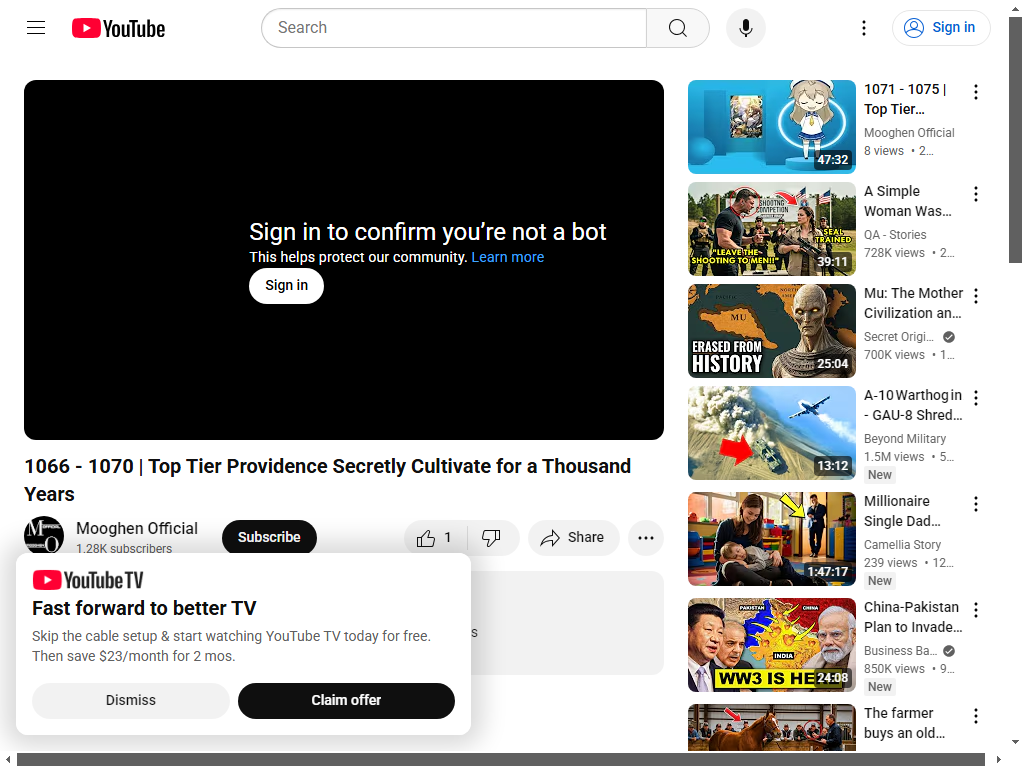 YouTube
Search
Sign in
Sign in to confirm you’re not a bot
This helps protect our community. Learn more
Sign in
1066 - 1070 | Top Tier Providence Secretly Cultivate for a Thousand
Years
Mooghen Official
1.28K subscribers
Subscribe
1
Share
s
YouTube TV
Fast forward to better TV
Skip the cable setup & start watching YouTube TV today for free.
Then save $23/month for 2 mos.
Dismiss
Claim offer
47:32
1071 - 1075 |
Top Tier…
Mooghen Official
8 views • 2…
SHOOTING
COMPETITION
SEAL
TRAINED
"LEAVE THE
SHOOTING TO MEN!!"
39:11
A Simple
Woman Was…
QA - Stories
728K views • 2…
MU
ERASED FROM
HISTORY
25:04
Mu: The Mother
Civilization an…
Secret Origi…
700K views • 1…
13:12
A-10 Warthog in
- GAU-8 Shred…
Beyond Military
1.5M views • 5…
New
1:47:17
Millionaire
Single Dad…
Camellia Story
239 views • 12…
New
PAKISTAN
CHINA
INDIA
WW3 IS HE
24:08
China-Pakistan
Plan to Invade…
Business Ba…
850K views • 9…
New
The farmer
buys an old…